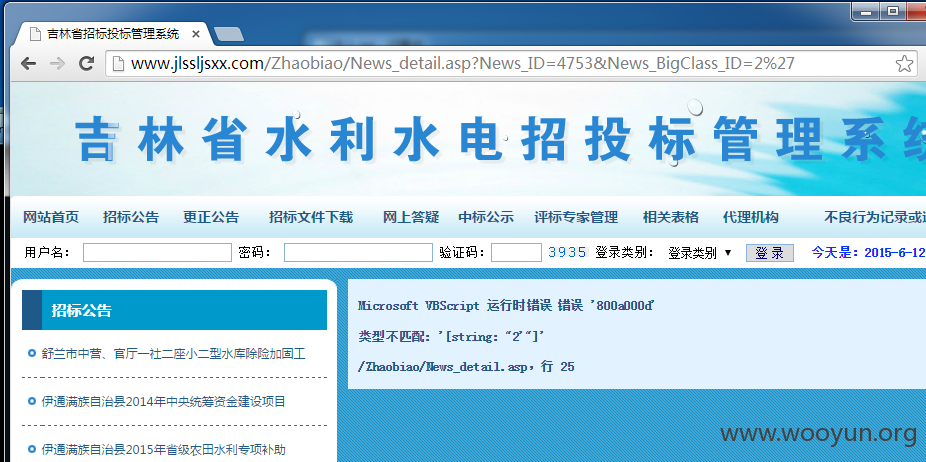 吉林省招标投标管理系统
www.jlssljsxx.com/Zhaobiao/News_detail.asp?News_ID=4753&News_BigClass_ID=2%27
吉林省水利水电招投标管理系统
网站首页 招标公告 更正公告 招标文件下载 网上答疑 中标公示 评标专家管理 相关表格 代理机构 不良行为记录或
用户名: 密码: 验证码: 3935 登录类别: 登录类别 登 录 今天是: 2015-6-12
招标公告
舒兰市中营、官厅一社二座小二型水库除险加固工
伊通满族自治县2014年中央统筹资金建设项目
伊通满族自治县2015年省级农田水利专项补助
Microsoft VBScript 运行时错误 错误 '800a000d'
类型不匹配: '[string: "2'"]'
/Zhaobiao/News_detail.asp，行 25
www.wooyun.org